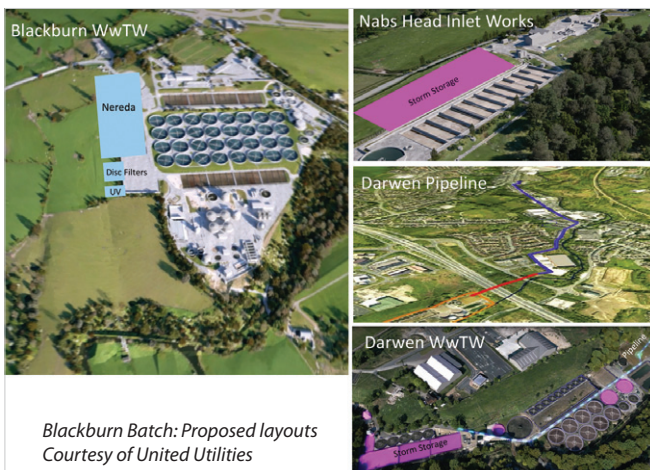 Blackburn WwTW
Nereda
Disc Filters
UV
Nabs Head Inlet Works
Storm Storage
Darwen Pipeline
Darwen WwTW
Pipeline
Storm Storage
Blackburn Batch: Proposed layouts
Courtesy of United Utilities